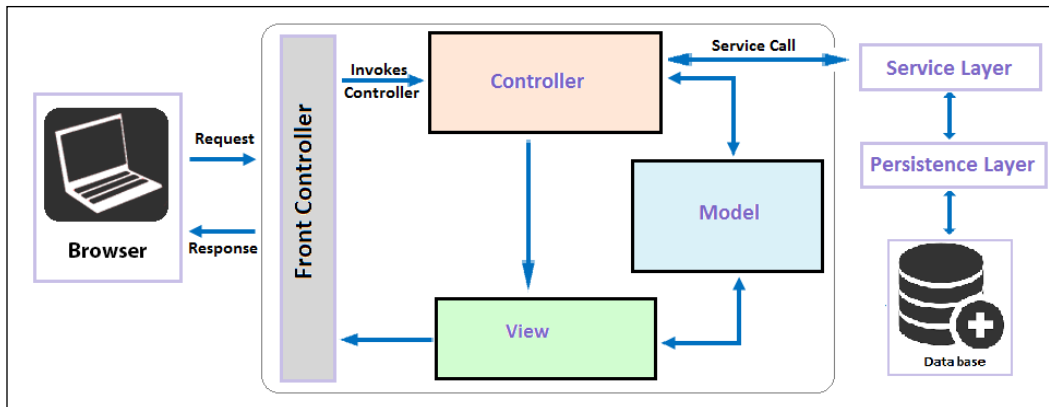 Request
Response
Browser
Front Controller
Invokes
Controller
Controller
Service Call
Model
View
Service Layer
Persistence Layer
Data base